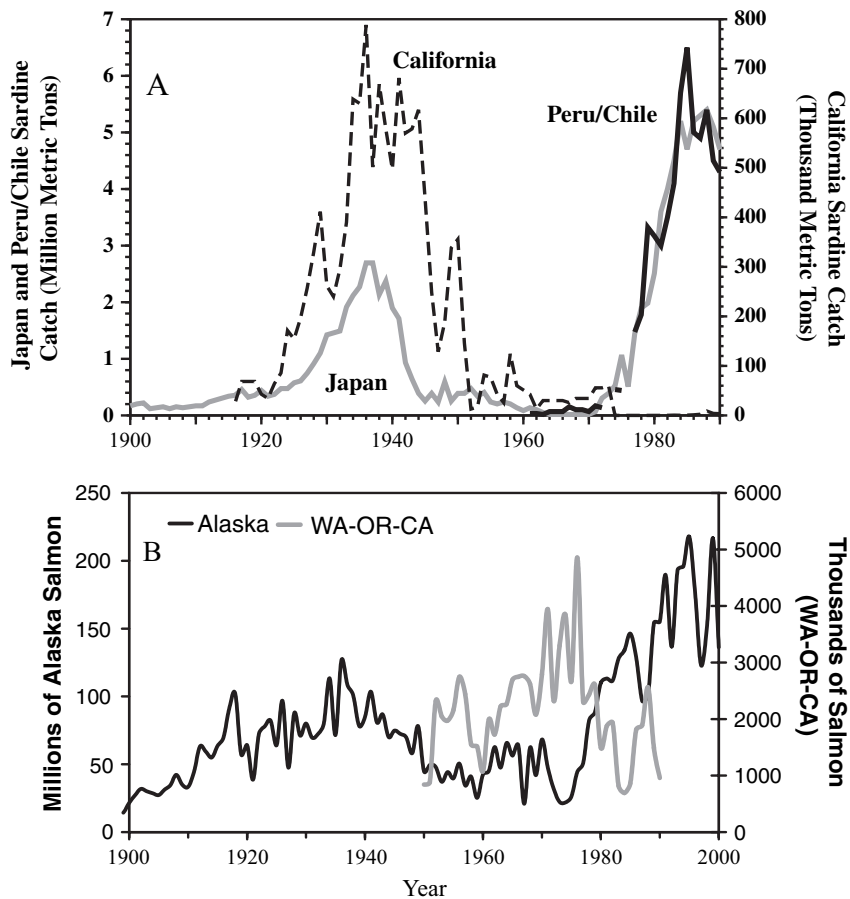 A
Japan and Peru/Chile Sardine
Catch (Million Metric Tons)
7
6
5
4
3
2
1
0
California
Peru/Chile
Japan
800
700
600
500
400
300
200
100
0
California Sardine Catch
(Thousand Metric Tons)
1900 1920 1940 1960 1980
B
Millions of Alaska Salmon
250
200
150
100
50
0
Alaska WA-OR-CA
6000
5000
4000
3000
2000
1000
0
Thousands of Salmon
(WA-OR-CA)
1900 1920 1940 1960 1980 2000
Year